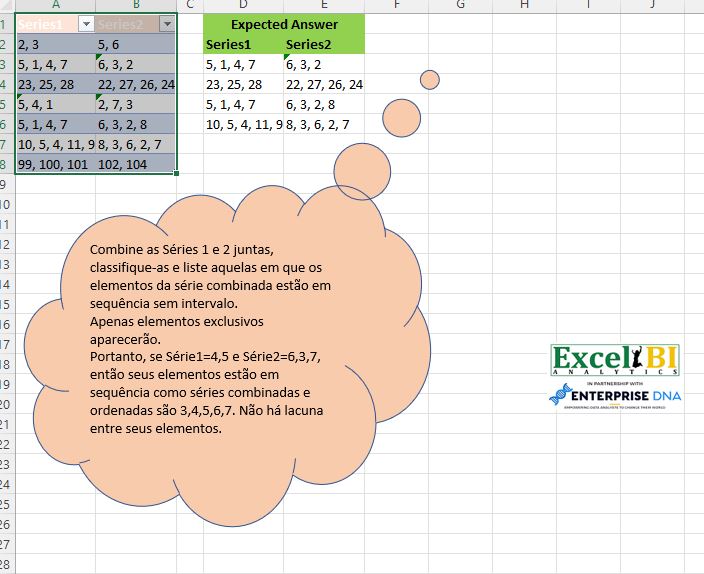 A B C D E F G H I J
1 Series1 Series2 Expected Answer
2 2, 3 5, 6 Series1 Series2
3 5, 1, 4, 7 6, 3, 2 5, 1, 4, 7 6, 3, 2
4 23, 25, 28 22, 27, 26, 24 23, 25, 28 22, 27, 26, 24
5 5, 4, 1 2, 7, 3 5, 1, 4, 7 6, 3, 2, 8
6 5, 1, 4, 7 6, 3, 2, 8 10, 5, 4, 11, 9 8, 3, 6, 2, 7
7 10, 5, 4, 11, 9 8, 3, 6, 2, 7
8 99, 100, 101 102, 104
9
10
11
12
13
14
15
16
17
18
19
20
21
22
23
24
25
26
27
28
Combine as Séries 1 e 2 juntas,
classifique-as e liste aquelas em que os
elementos da série combinada estão em
sequência sem intervalo.
Apenas elementos exclusivos
aparecerão.
Portanto, se Série1=4,5 e Série2=6,3,7,
então seus elementos estão em
sequência como séries combinadas e
ordenadas são 3,4,5,6,7. Não há lacuna
entre seus elementos.
Excel BI
ANALYTICS
IN PARTNERSHIP WITH
ENTERPRISE DNA
EMPOWERING DATA ANALYSTS TO CHANGE THEIR WORLD